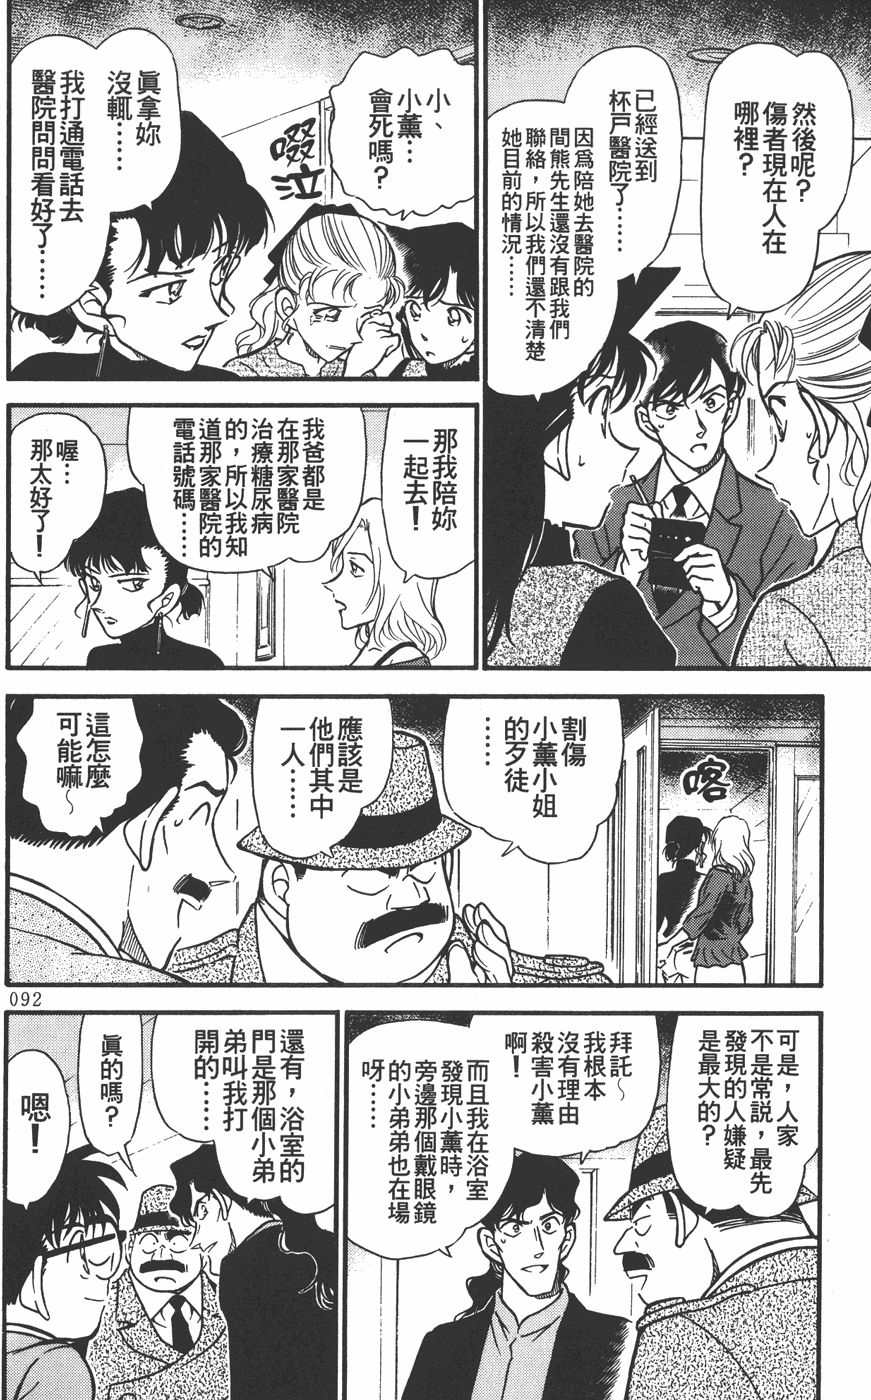 然後呢？
傷者現在人在
哪裡？
已經送到
杯戶醫院了……
因爲陪她去醫院的
間熊先生還沒有跟我們
聯絡，所以我們還不清楚
她目前的情況……
小、
小薰…
會死嗎？
啜
泣
眞拿妳
沒輒……
我打通電話去
醫院問問看好了……
那我陪妳
一起去！
我爸都是
在那家醫院
治療糖尿病
的，所以我知
道那家醫院的
電話號碼……
喔…
那太好了！
喀
割傷
小薰小姐
的歹徒
……
應該是
他們其中
一人……
這怎麼
可能嘛～
可是，人家
不是常說，最先
發現的人嫌疑
是最大的？
拜託～
我根本
沒有理由
殺害小薰
啊！
而且我在浴室
發現小薰時，
旁邊那個戴眼鏡
的小弟弟也在場
呀……
還有，浴室的
門是那個小弟
弟叫我打
開的……
眞的嗎？
嗯！
092